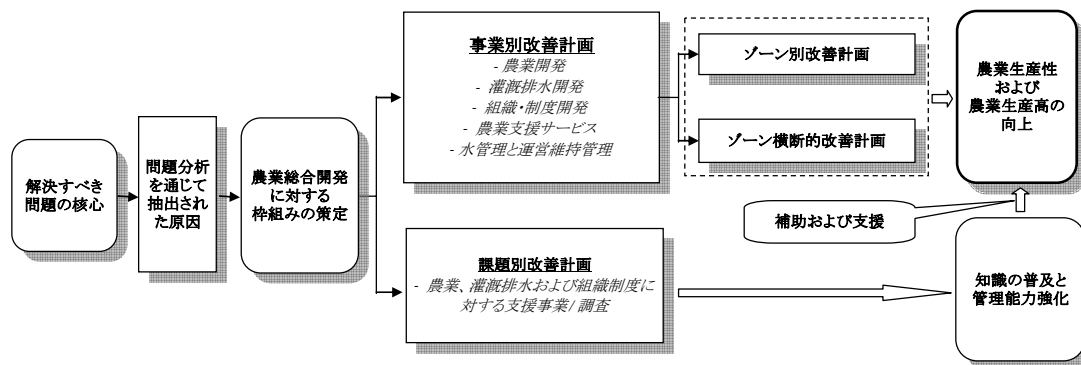 解決すべき
問題の核心
問題分析
を通じて
抽出され
た原因
農業総合開発
に対する
枠組みの策定
事業別改善計画
- 農業開発
- 灌漑排水開発
- 組織・制度開発
- 農業支援サービス
- 水管理と運営維持管理
課題別改善計画
- 農業、灌漑排水および組織制度に
対する支援事業/調査
ゾーン別改善計画
ゾーン横断的改善計画
農業生産性
および
農業生産高の
向上
補助および支援
知識の普及と
管理能力強化